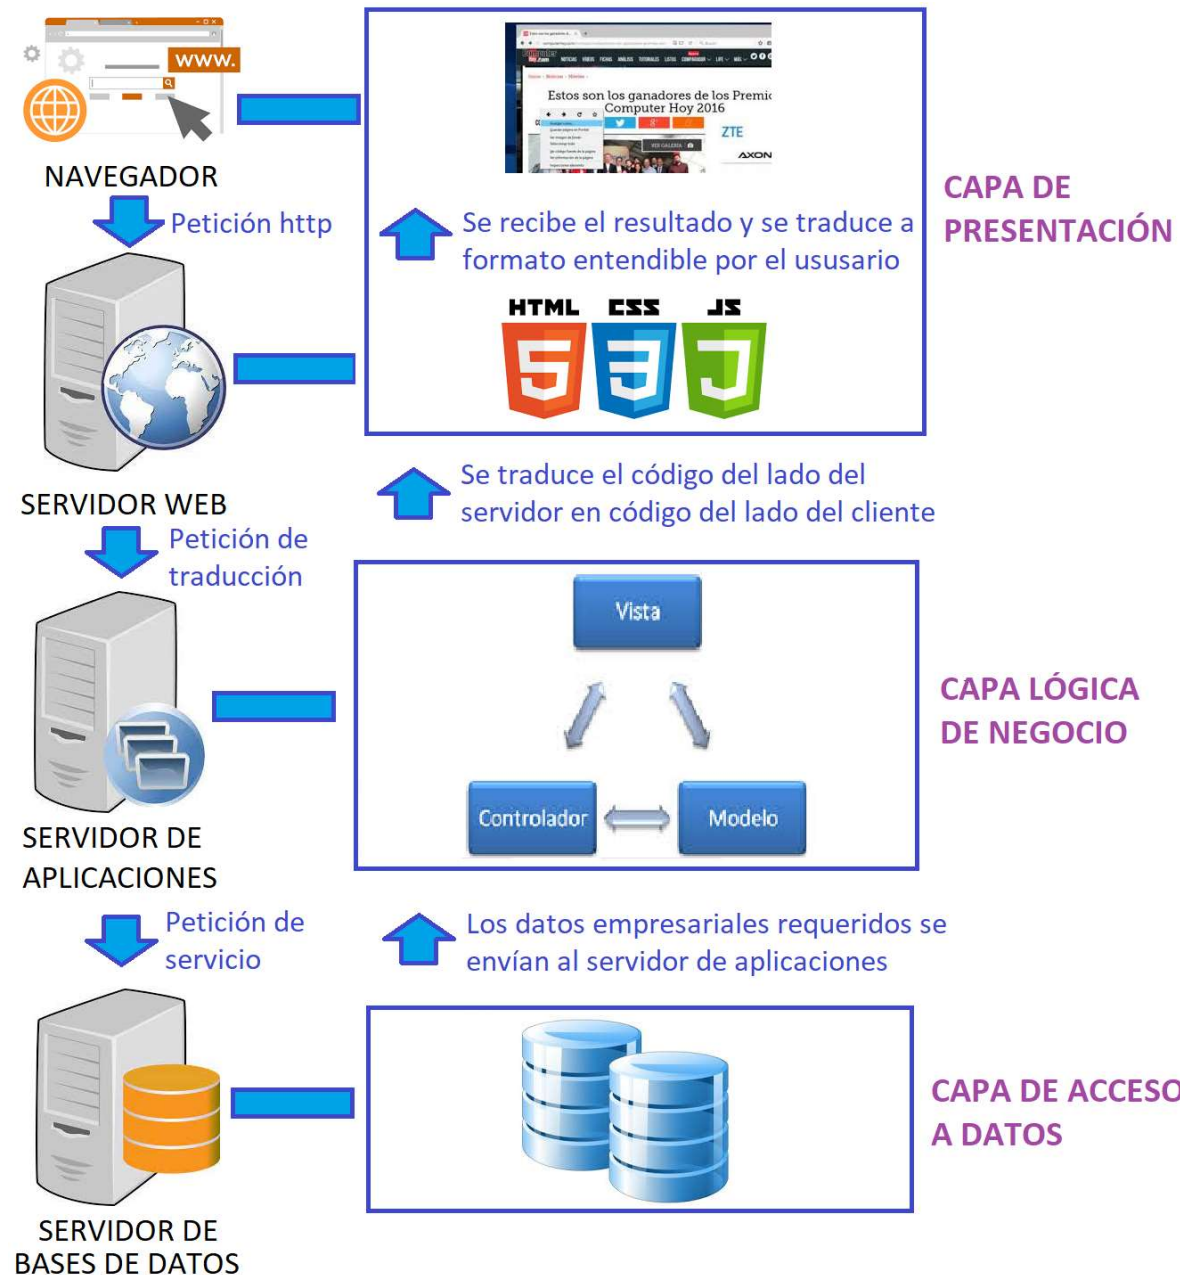 www.
NAVEGADOR
Petición http
Estos son los ganadores de los Premio
Computer Hoy 2016
VER GALERÍA
ZTE
AXON
Se recibe el resultado y se traduce a
formato entendible por el ususario
HTML CSS JS
CAPA DE
PRESENTACIÓN
SERVIDOR WEB
Petición de
traducción
Se traduce el código del lado del
servidor en código del lado del cliente
Vista
Controlador
Modelo
CAPA LÓGICA
DE NEGOCIO
SERVIDOR DE
APLICACIONES
Petición de
servicio
Los datos empresariales requeridos se
envían al servidor de aplicaciones
CAPA DE ACCESO
A DATOS
SERVIDOR DE
BASES DE DATOS